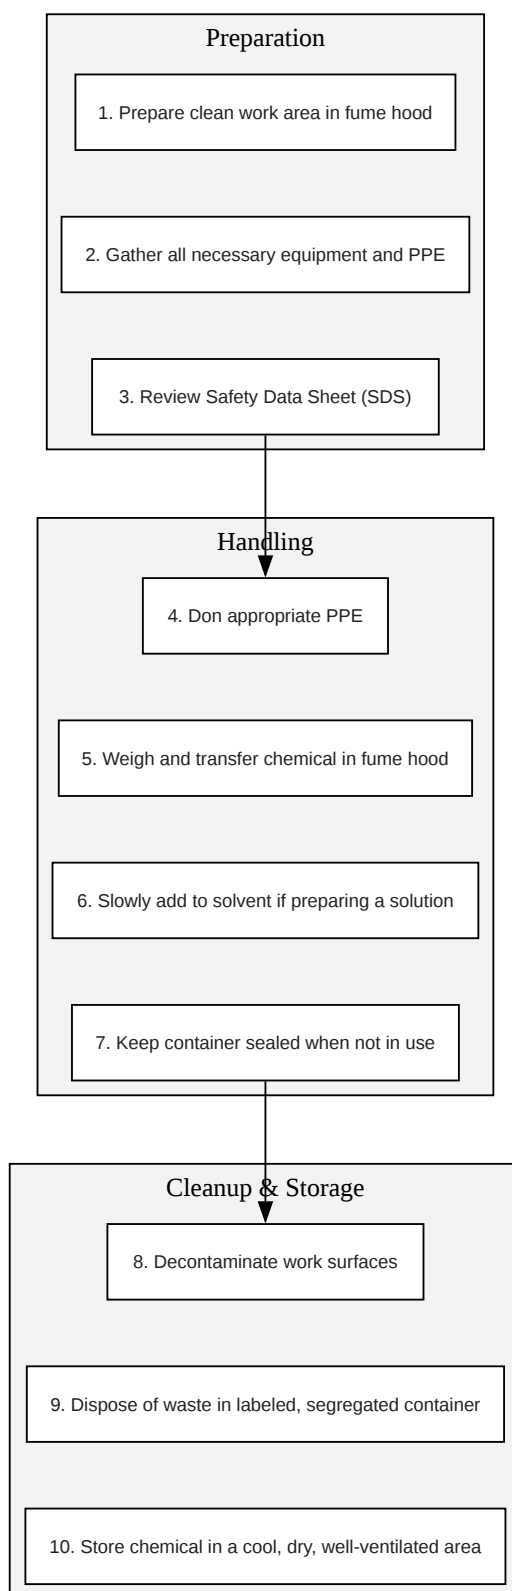 Preparation
1. Prepare clean work area in fume hood
2. Gather all necessary equipment and PPE
3. Review Safety Data Sheet (SDS)
Handling
4. Don appropriate PPE
5. Weigh and transfer chemical in fume hood
6. Slowly add to solvent if preparing a solution
7. Keep container sealed when not in use
Cleanup & Storage
8. Decontaminate work surfaces
9. Dispose of waste in labeled, segregated container
10. Store chemical in a cool, dry, well-ventilated area